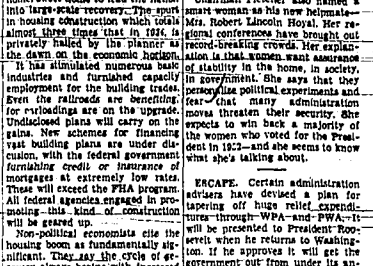 into large-scale recovery. The spurt
in housing construction which totals
almost three times that in 1934, is
privately hailed by the planner as
the dawn on the economic horizon.
It has stimulated numerous basic
industries and furnished capacity
employment for the building trades.
Even the railroads are benefiting,
for carloadings are on the upgrade.
Undisclosed plans will carry on the
gains. New schemes for financing
vast building plans are under dis-
cusion, with the federal government
furnishing credit or insurance of
mortgages at extremely low rates.
These will exceed the FHA program.
All federal agencies engaged in pro-
moting this kind of construction
will be geared up.
Non-political economists cite the
housing boom as fundamentally sig-
nificant. They say the cycle of de-
smart woman as his new helpmate—
Mrs. Robert Lincoln Hoyal. Her re-
gional conferences have brought out
record-breaking crowds. Her explan-
ation is that women want assurance
of stability in the home, in society,
in government. She says that they
personalize political experiments and
fear that many administration
moves threaten their security. She
expects to win back a majority of
the women who voted for the Presi-
dent in 1932—and she seems to know
what she's talking about.
ESCAPE. Certain administration
advisers have devised a plan for
tapering off huge relief expendi-
tures through WPA and PWA. It
will be presented to President Roo-
sevelt when he returns to Washing-
ton. If he approves it will get the
government out from under its an-